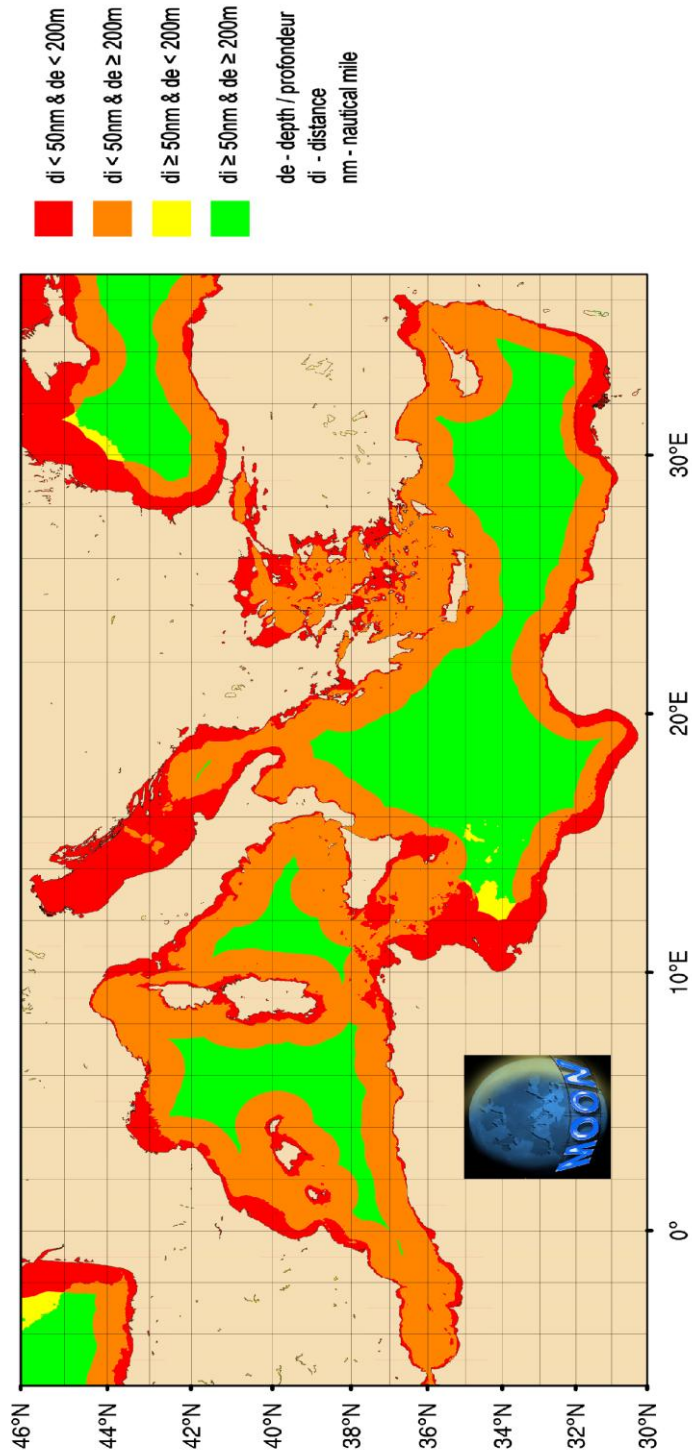 di < 50nm & de < 200m
di < 50nm & de ≥ 200m
di ≥ 50nm & de < 200m
di ≥ 50nm & de ≥ 200m
de - depth / profondeur
di - distance
nm - nautical mile
46°N
44°N
42°N
40°N
38°N
36°N
34°N
32°N
30°N
0°
10°E
20°E
30°E
MOON